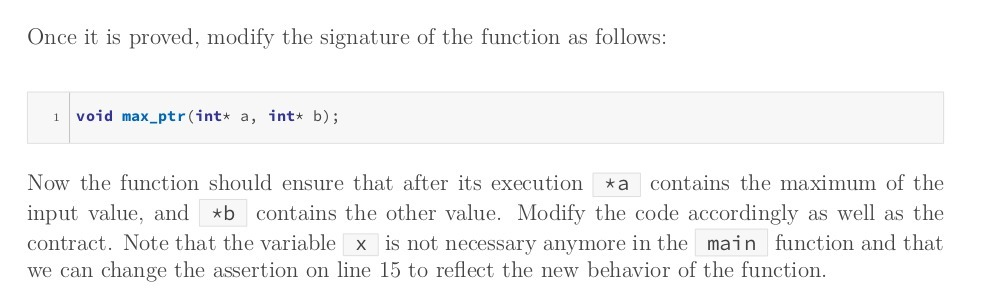 Once it is proved, modify the signature of the function as follows:
1 void max_ptr(int* a, int* b);
Now the function should ensure that after its execution *a contains the maximum of the
input value, and *b contains the other value. Modify the code accordingly as well as the
contract. Note that the variable x is not necessary anymore in the main function and that
we can change the assertion on line 15 to reflect the new behavior of the function.